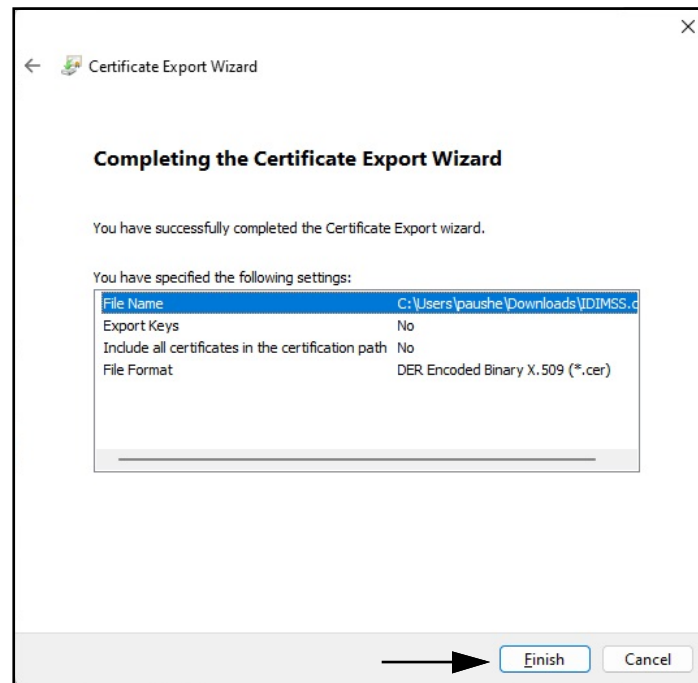 Certificate Export Wizard
Completing the Certificate Export Wizard
You have successfully completed the Certificate Export wizard.
You have specified the following settings:
File Name C:\Users\paushe\Downloads\IDIMSS.c
Export Keys No
Include all certificates in the certification path No
File Format DER Encoded Binary X.509 (*.cer)
Finish Cancel